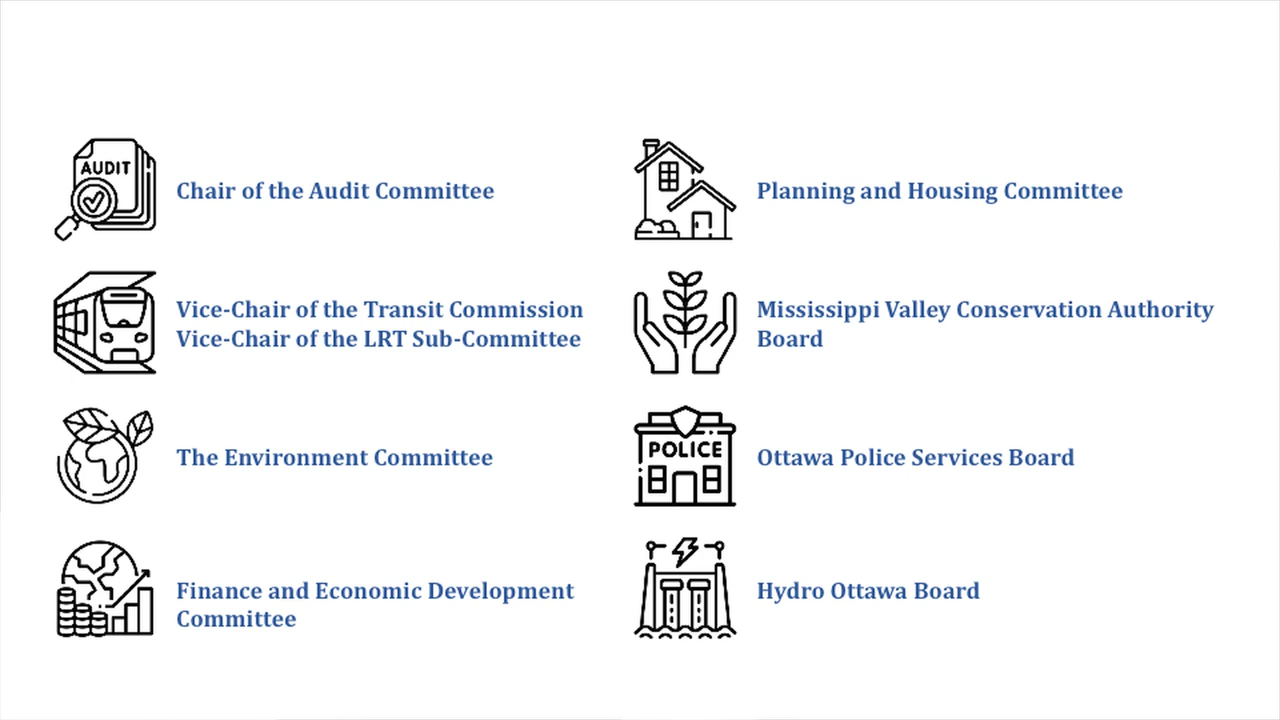 AUDIT
Chair of the Audit Committee
Vice-Chair of the Transit Commission
Vice-Chair of the LRT Sub-Committee
The Environment Committee
Finance and Economic Development
Committee
Planning and Housing Committee
Mississippi Valley Conservation Authority
Board
POLICE
Ottawa Police Services Board
Hydro Ottawa Board